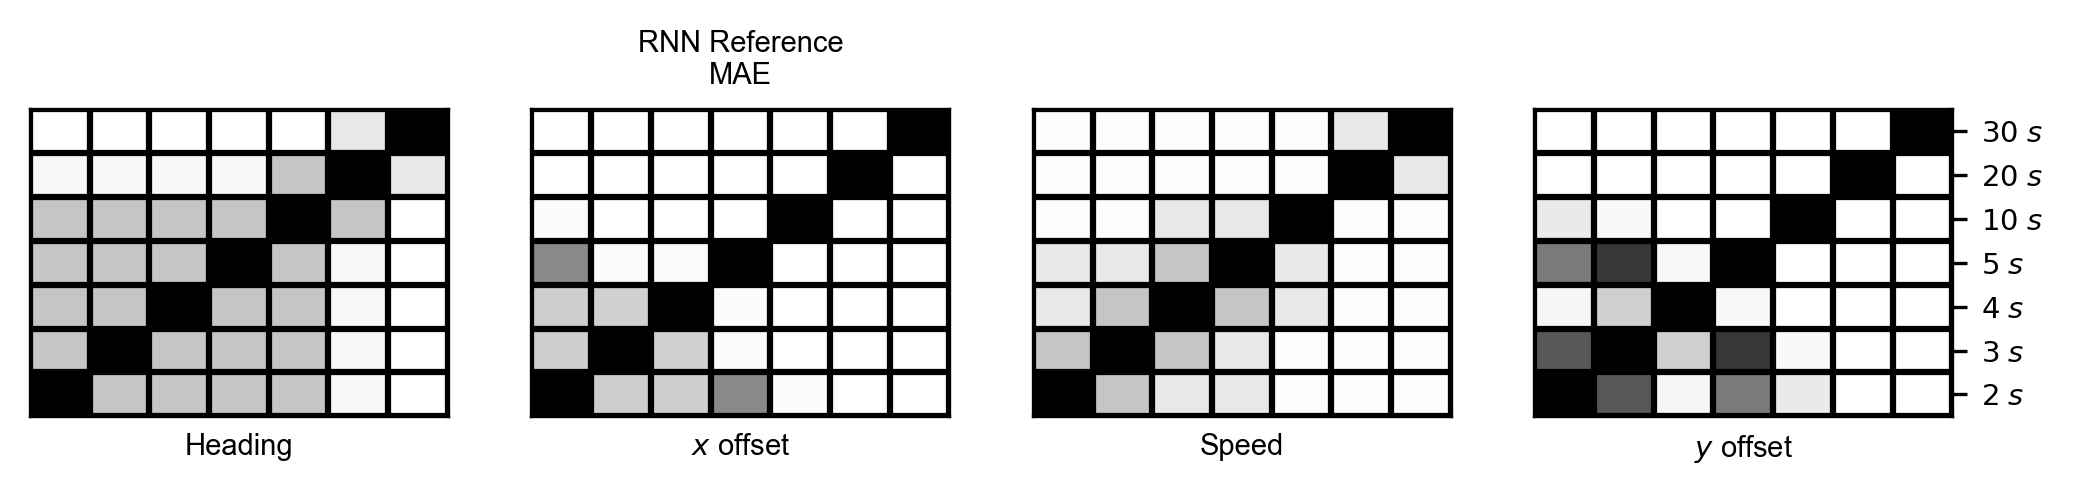 RNN Reference
MAE
30 s
20 s
10 s
5 s
4 s
3 s
2 s
Heading
x offset
Speed
y offset